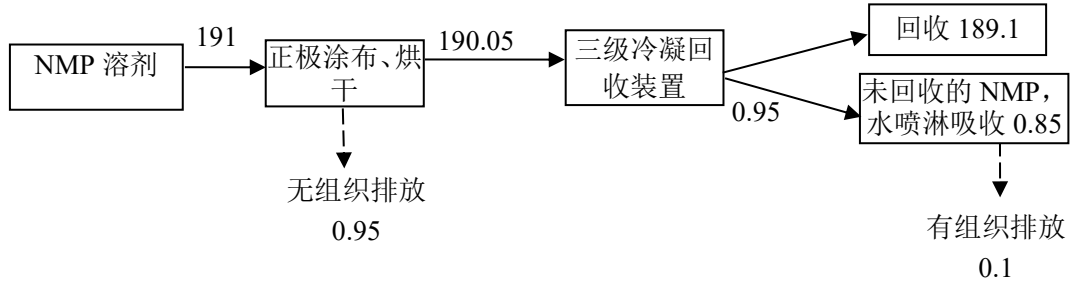 NMP 溶剂
191
正极涂布、烘
干
无组织排放
0.95
190.05
三级冷凝回
收装置
0.95
回收 189.1
未回收的 NMP，
水喷淋吸收 0.85
有组织排放
0.1